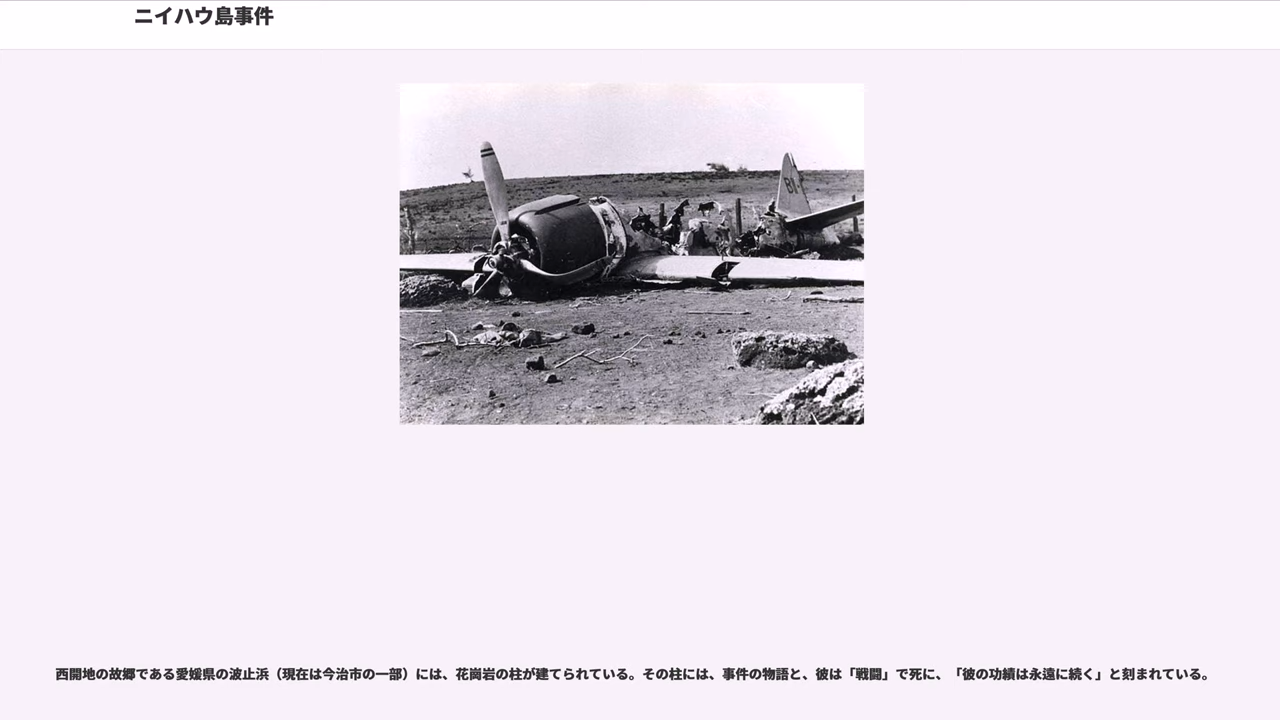 ニイハウ島事件
西開地の故郷である愛媛県の波止浜（現在は今治市の一部）には、花崗岩の柱が建てられている。その柱には、事件の物語と、彼は「戦闘」で死に、「彼の功績は永遠に続く」と刻まれている。